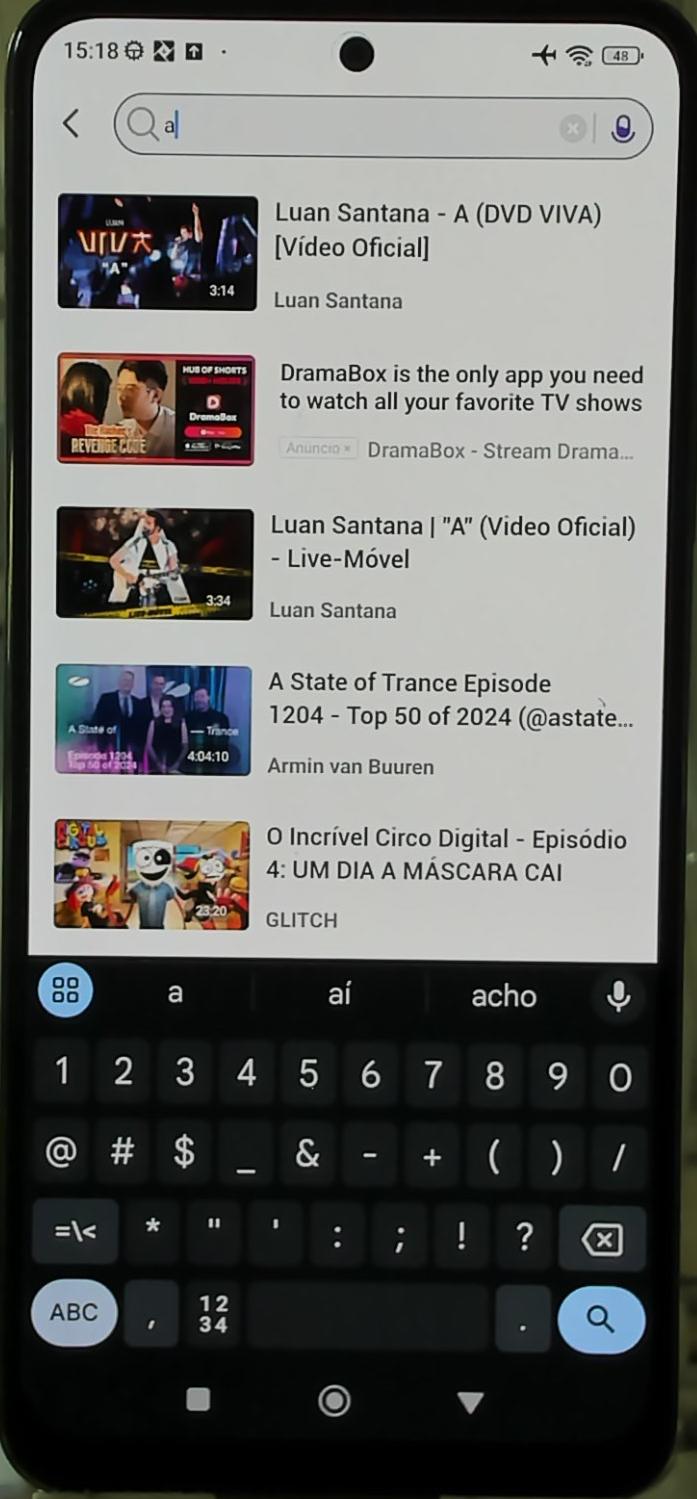 15:18
48
a
LUAN
VIVA
"A"
3:14
Luan Santana - A (DVD VIVA)
[Vídeo Oficial]
Luan Santana
HUB OF SHORTS
DramaBox
REVENGE CODE
DramaBox is the only app you need
to watch all your favorite TV shows
Anúncio
DramaBox - Stream Drama...
3:34
Luan Santana | "A" (Video Oficial)
- Live-Móvel
Luan Santana
A State of — Trance
Episode 1204
Top 50 of 2024
4:04:10
A State of Trance Episode
1204 - Top 50 of 2024 (@astate...
Armin van Buuren
DIGITAL
CIRCUS
23:20
O Incrível Circo Digital - Episódio
4: UM DIA A MÁSCARA CAI
GLITCH
a aí acho
1 2 3 4 5 6 7 8 9 0
@ # $ _ & - + ( ) /
=\< * " ' : ; ! ?
ABC , 12 .
34